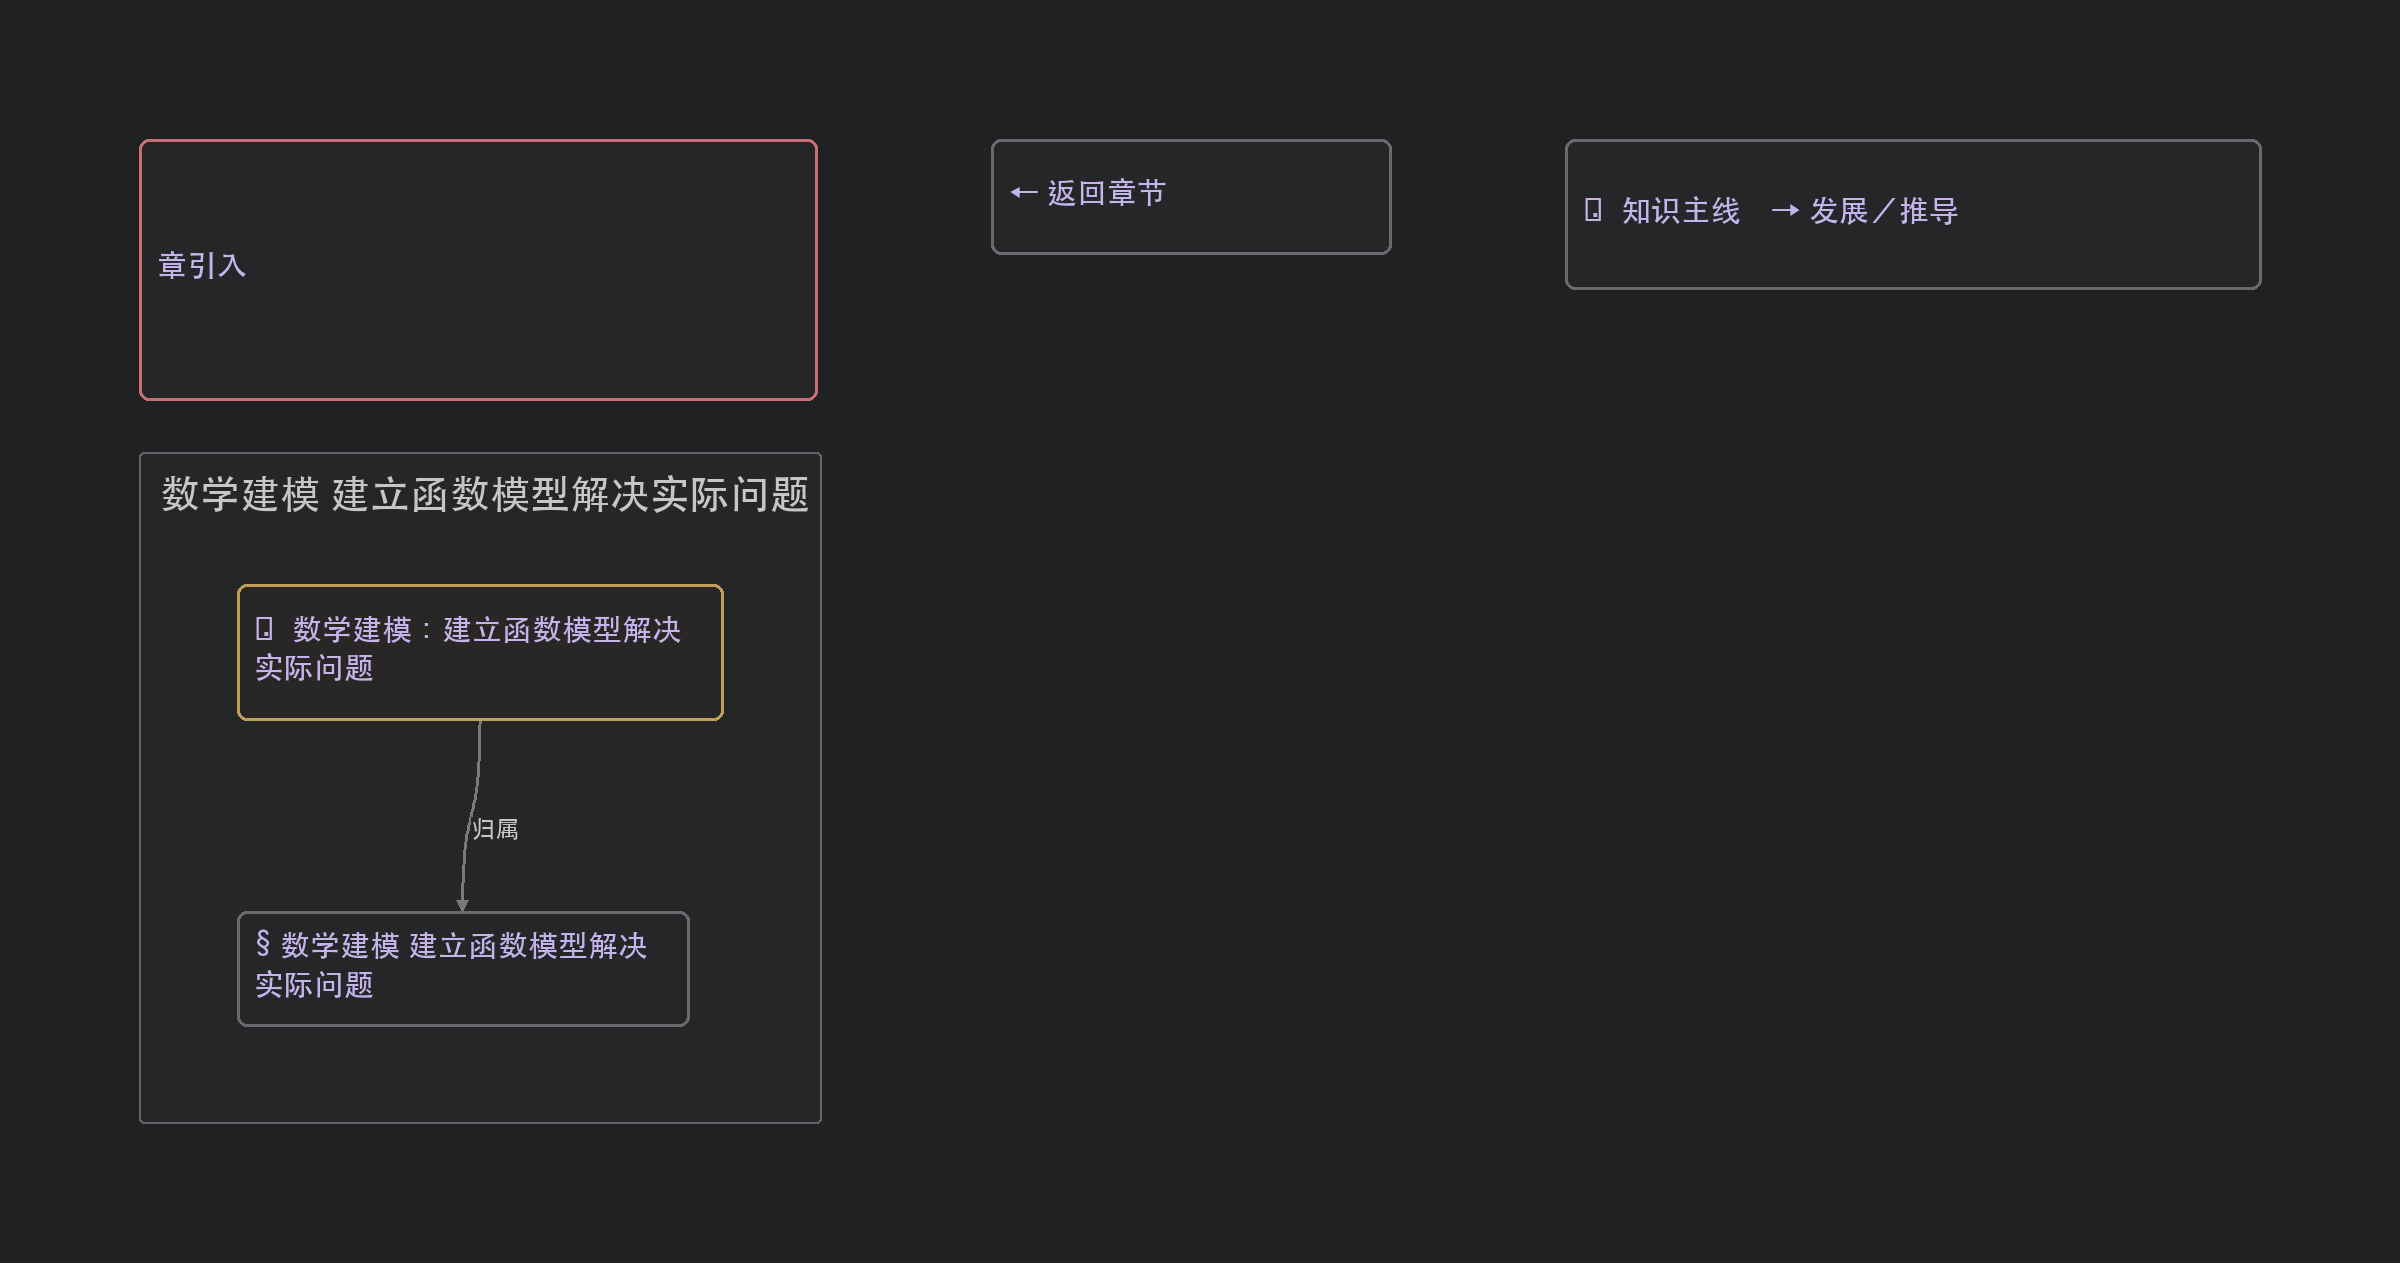 章引入
← 返回章节
知识主线 → 发展／推导
数学建模 建立函数模型解决实际问题
数学建模：建立函数模型解决
实际问题
归属
§ 数学建模 建立函数模型解决
实际问题